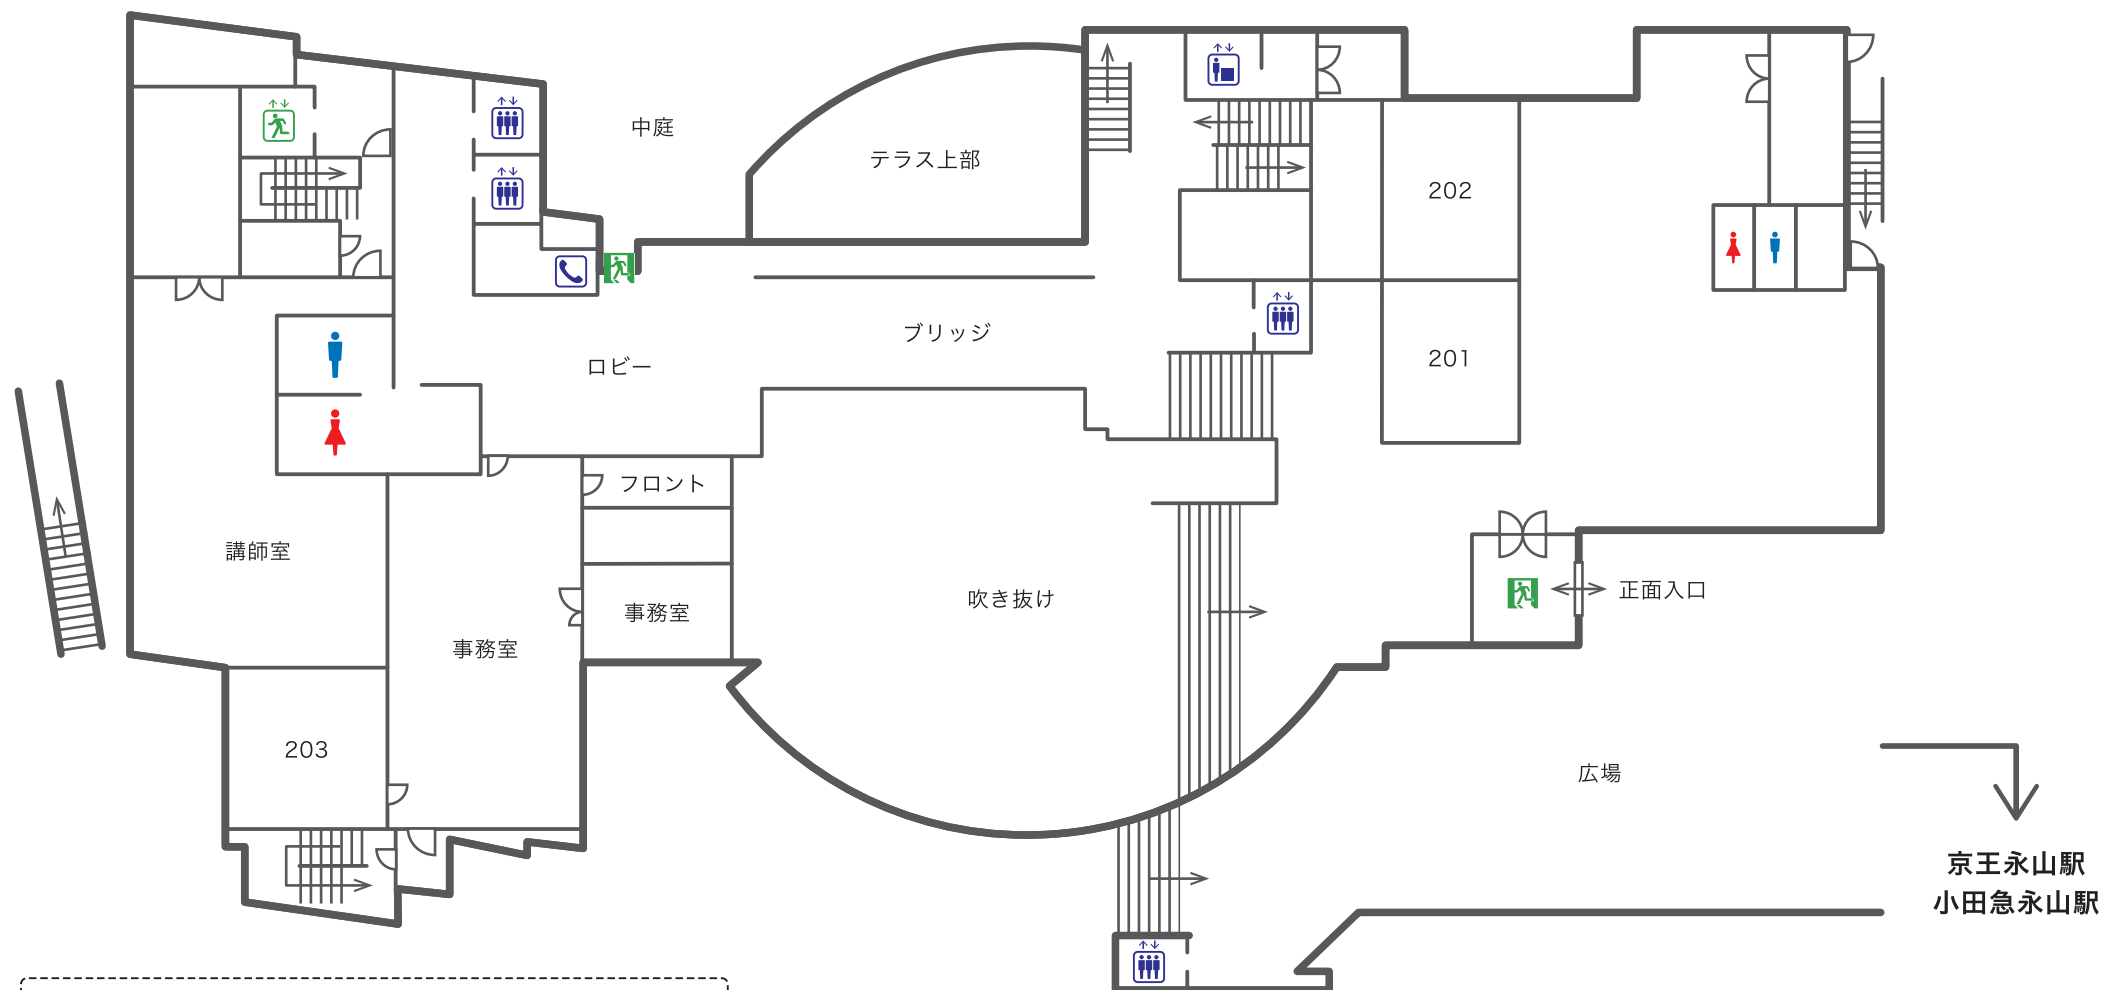 中庭
テラス上部
202
ブリッジ
201
ロビー
フロント
講師室
正面入口
吹き抜け
事務室
事務室
203
広場
京王永山駅
小田急永山駅